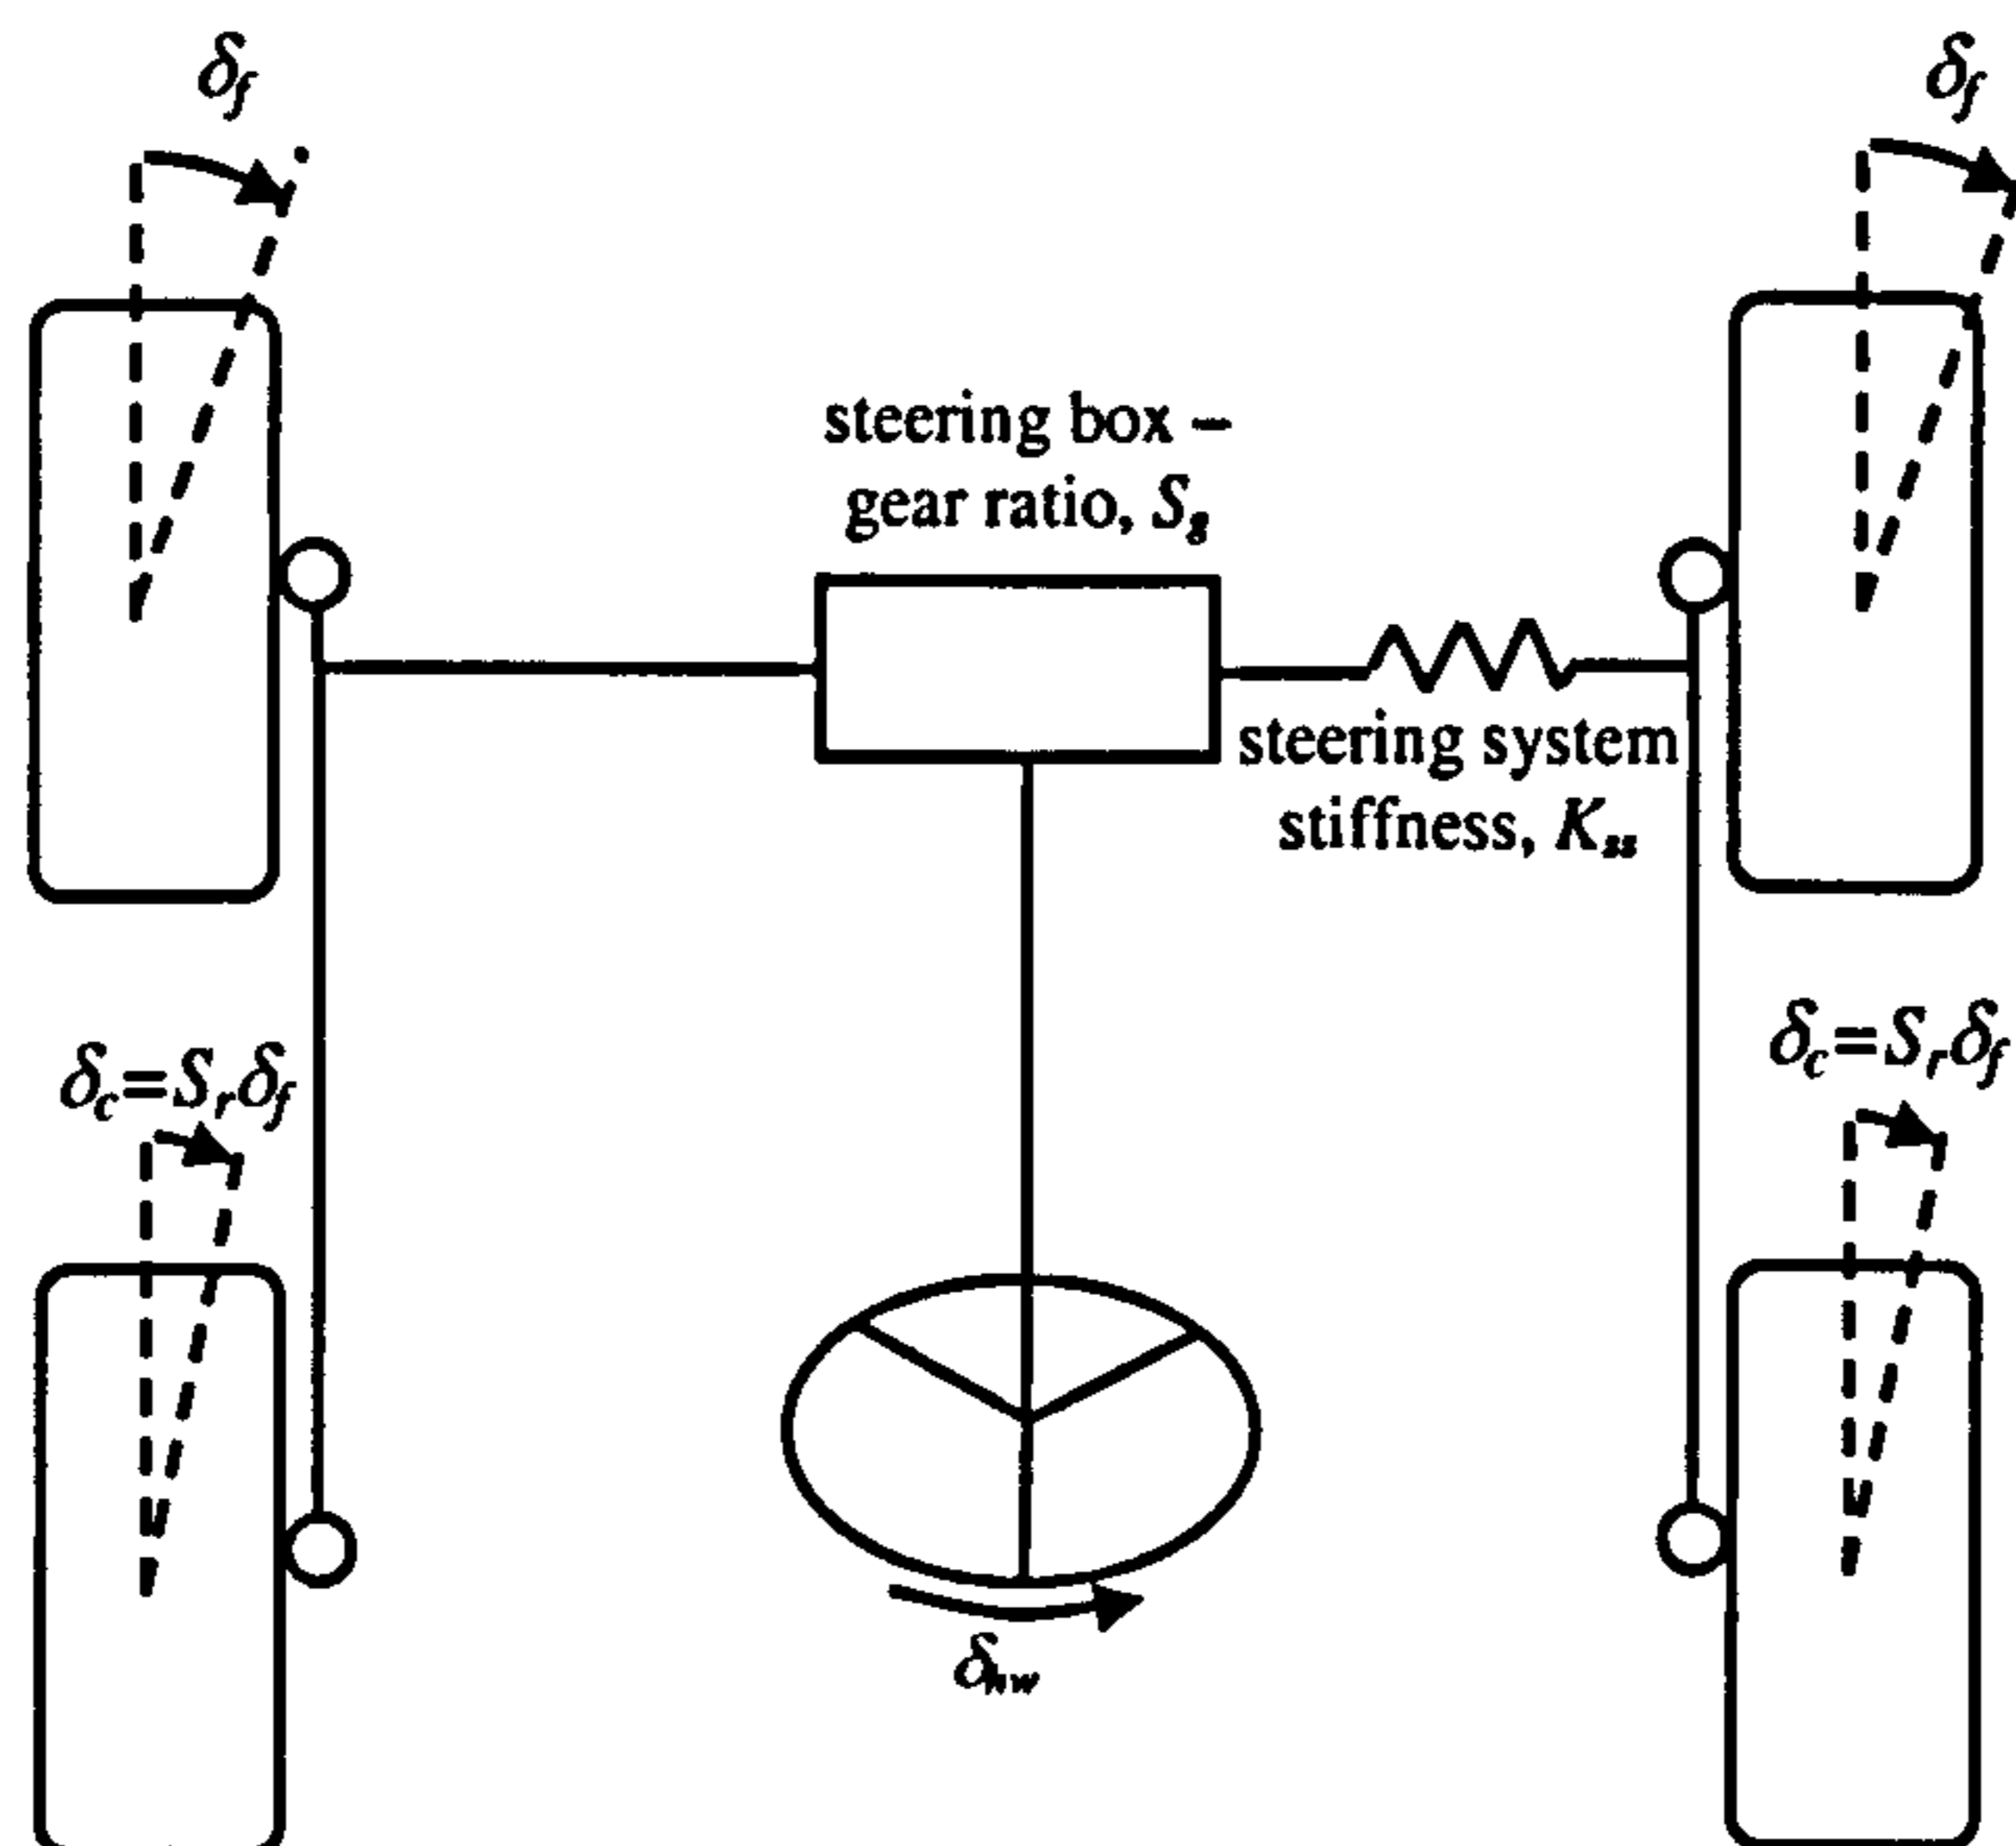 δf
δf
steering box –
gear ratio, Sg
steering system
stiffness, Kss
δc=Srδf
δc=Srδf
δhw